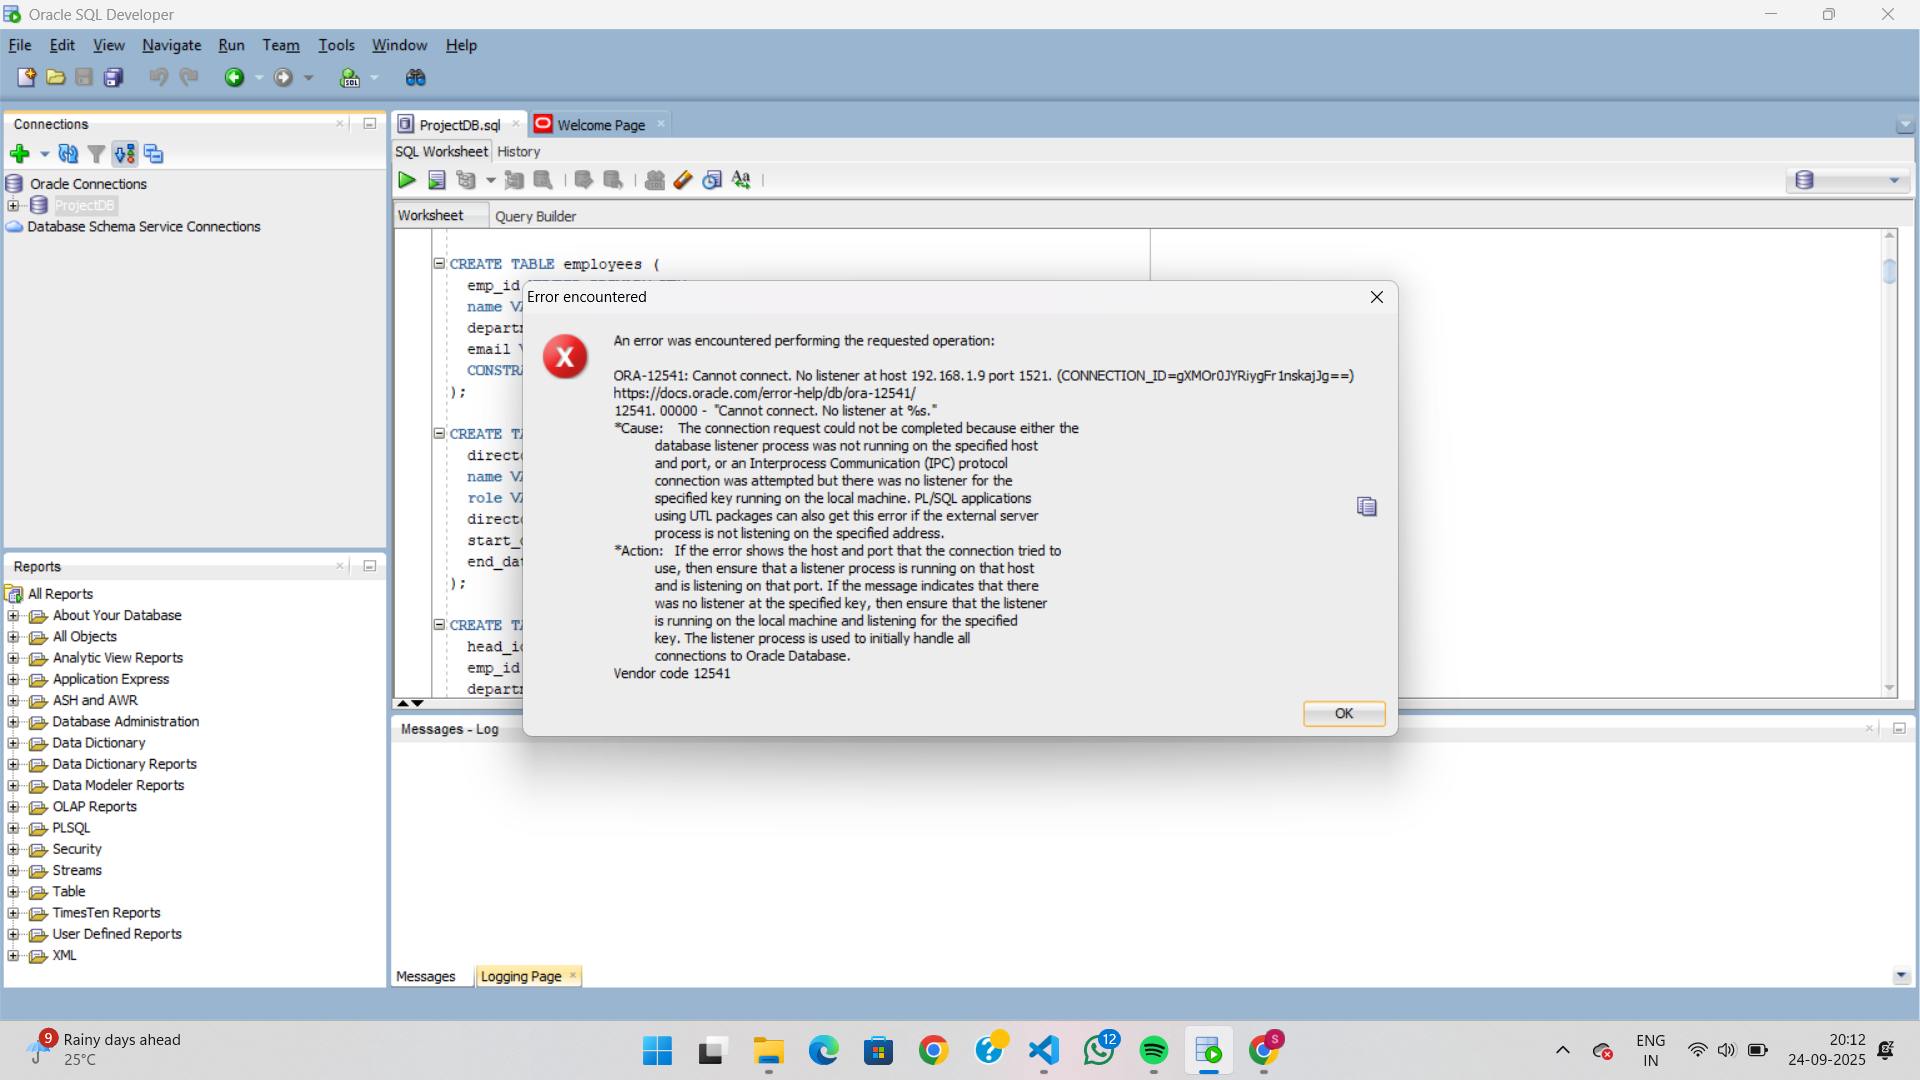 Oracle SQL Developer
File Edit View Navigate Run Team Tools Window Help
Connections
Oracle Connections
ProjectDB
Database Schema Service Connections
Reports
All Reports
About Your Database
All Objects
Analytic View Reports
Application Express
ASH and AWR
Database Administration
Data Dictionary
Data Dictionary Reports
Data Modeler Reports
OLAP Reports
PLSQL
Security
Streams
Table
TimesTen Reports
User Defined Reports
XML
ProjectDB.sql Welcome Page
SQL Worksheet History
Worksheet Query Builder
CREATE TABLE employees (
emp_id
name
departm
email
CONSTRA
);
CREATE
directo
name
role
directo
start_
end_dat
);
CREATE
head_i
emp_id
departm
Error encountered
An error was encountered performing the requested operation:
ORA-12541: Cannot connect. No listener at host 192.168.1.9 port 1521. (CONNECTION_ID=gXMOr0JYRiygFr1nskajJg==)
https://docs.oracle.com/error-help/db/ora-12541/
12541. 00000 - "Cannot connect. No listener at %s."
*Cause: The connection request could not be completed because either the
database listener process was not running on the specified host
and port, or an Interprocess Communication (IPC) protocol
connection was attempted but there was no listener for the
specified key running on the local machine. PL/SQL applications
using UTL packages can also get this error if the external server
process is not listening on the specified address.
*Action: If the error shows the host and port that the connection tried to
use, then ensure that a listener process is running on that host
and is listening on that port. If the message indicates that there
was no listener at the specified key, then ensure that the listener
is running on the local machine and listening for the specified
key. The listener process is used to initially handle all
connections to Oracle Database.
Vendor code 12541
OK
Messages - Log
Messages Logging Page
9
Rainy days ahead
25°C
12
S
ENG
IN
20:12
24-09-2025